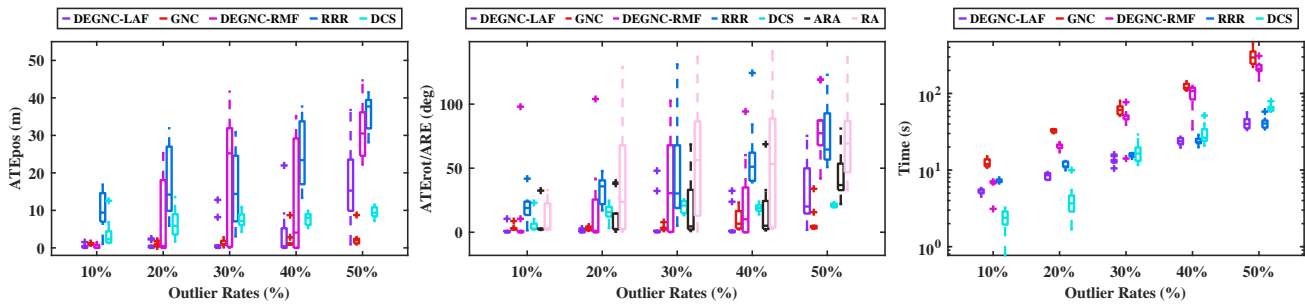 DEGNC-LAF GNC DEGNC-RMF RRR DCS
ATEpos (m)
50
40
30
20
10
0
10% 20% 30% 40% 50%
Outlier Rates (%)
DEGNC-LAF GNC DEGNC-RMF RRR DCS ARA RA
ATErot/ARE (deg)
100
50
0
10% 20% 30% 40% 50%
Outlier Rates (%)
DEGNC-LAF GNC DEGNC-RMF RRR DCS
Time (s)
10²
10¹
10⁰
10% 20% 30% 40% 50%
Outlier Rates (%)